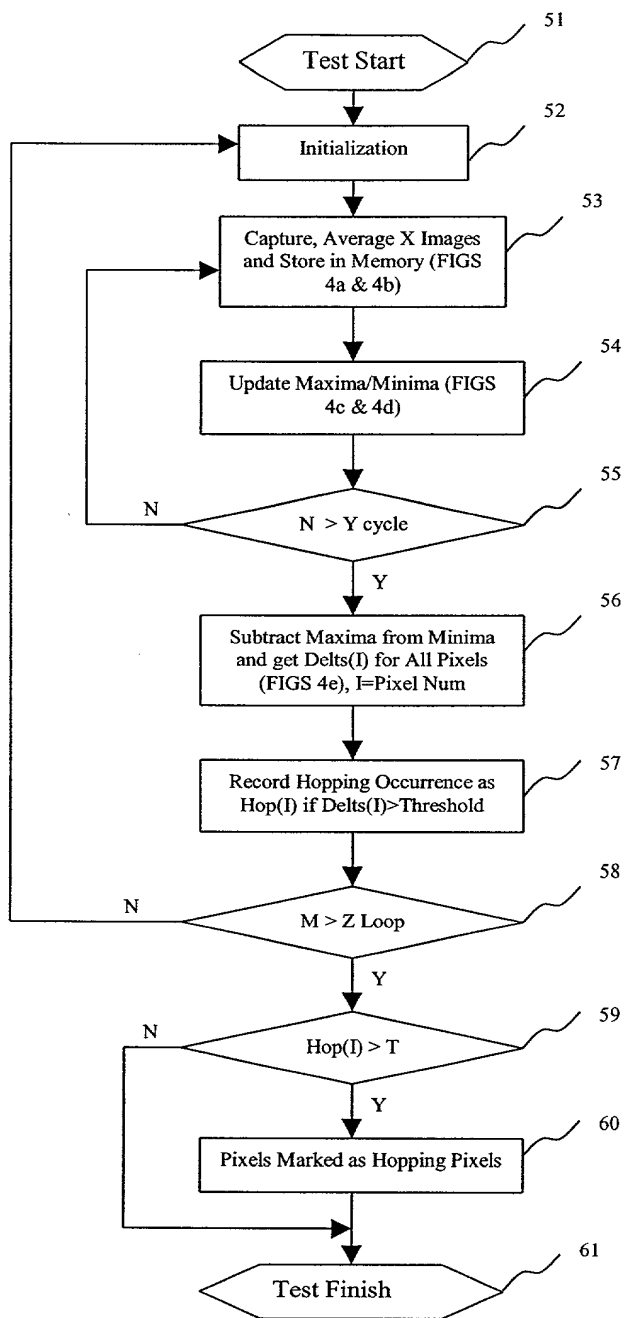 51
Test Start
52
Initialization
53
Capture, Average X Images
and Store in Memory (FIGS
4a & 4b)
54
Update Maxima/Minima (FIGS
4c & 4d)
55
N
N > Y cycle
Y
56
Subtract Maxima from Minima
and get Delts(I) for All Pixels
(FIGS 4e), I=Pixel Num
57
Record Hopping Occurrence as
Hop(I) if Delts(I)>Threshold
58
N
M > Z Loop
Y
59
N
Hop(I) > T
Y
60
Pixels Marked as Hopping Pixels
61
Test Finish